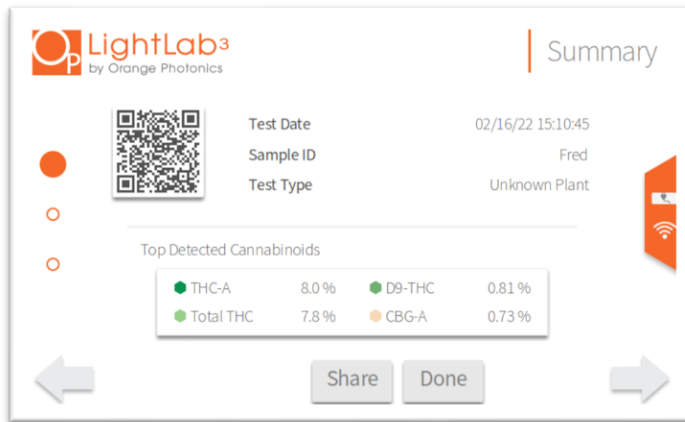 OP LightLab3
by Orange Photonics
Summary
Test Date 02/16/22 15:10:45
Sample ID Fred
Test Type Unknown Plant
Top Detected Cannabinoids
THC-A 8.0 % D9-THC 0.81 %
Total THC 7.8 % CBG-A 0.73 %
Share Done